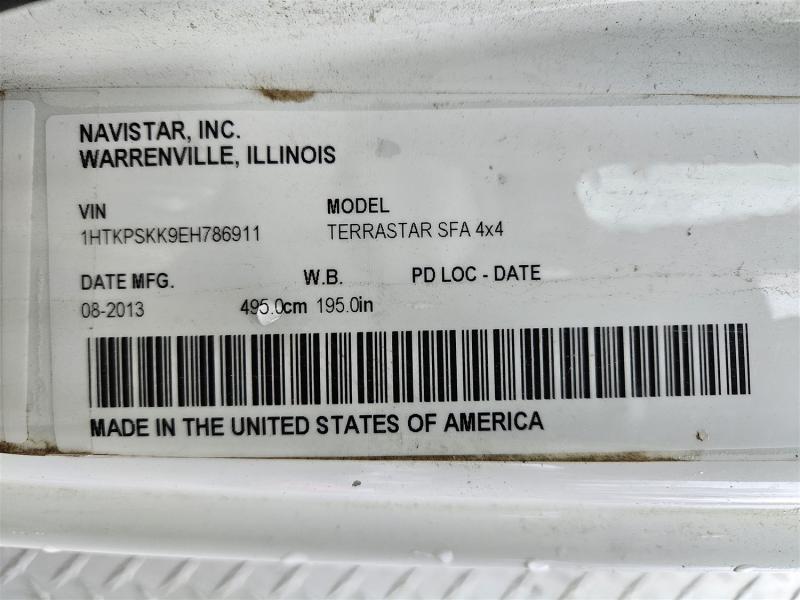 NAVISTAR, INC.
WARRENVILLE, ILLINOIS
VIN MODEL
1HTKPSKK9EH786911 TERRASTAR SFA 4x4
DATE MFG. W.B. PD LOC - DATE
08-2013 495.0cm 195.0in
MADE IN THE UNITED STATES OF AMERICA